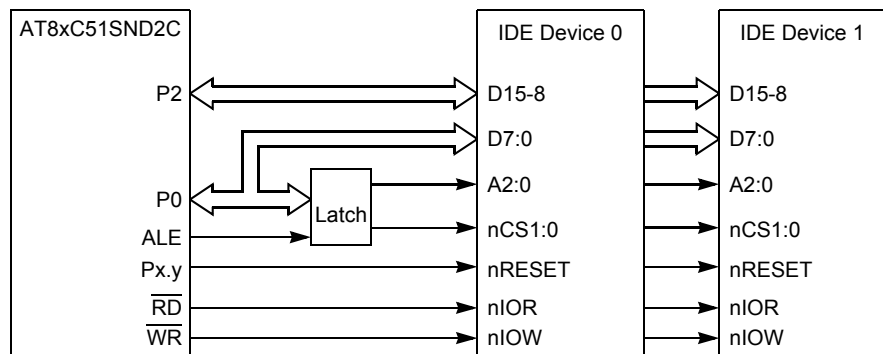 AT8xC51SND2C IDE Device 0 IDE Device 1
P2 D15-8 D15-8
D7:0 D7:0
P0 A2:0 A2:0
Latch
ALE nCS1:0 nCS1:0
Px.y nRESET nRESET
RD nIOR nIOR
WR nIOW nIOW